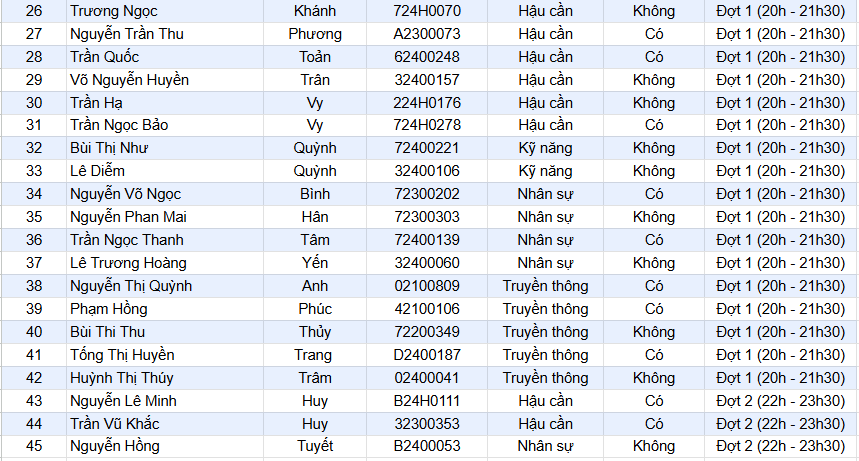 26 Trương Ngọc Khánh 724H0070 Hậu cần Không Đợt 1 (20h - 21h30)
27 Nguyễn Trần Thu Phương A2300073 Hậu cần Có Đợt 1 (20h - 21h30)
28 Trần Quốc Toản 62400248 Hậu cần Có Đợt 1 (20h - 21h30)
29 Võ Nguyễn Huyền Trân 32400157 Hậu cần Không Đợt 1 (20h - 21h30)
30 Trần Hạ Vy 224H0176 Hậu cần Không Đợt 1 (20h - 21h30)
31 Trần Ngọc Bảo Vy 724H0278 Hậu cần Có Đợt 1 (20h - 21h30)
32 Bùi Thị Như Quỳnh 72400221 Kỹ năng Không Đợt 1 (20h - 21h30)
33 Lê Diễm Quỳnh 32400106 Kỹ năng Không Đợt 1 (20h - 21h30)
34 Nguyễn Võ Ngọc Bình 72300202 Nhân sự Có Đợt 1 (20h - 21h30)
35 Nguyễn Phan Mai Hân 72300303 Nhân sự Không Đợt 1 (20h - 21h30)
36 Trần Ngọc Thanh Tâm 72400139 Nhân sự Có Đợt 1 (20h - 21h30)
37 Lê Trương Hoàng Yến 32400060 Nhân sự Không Đợt 1 (20h - 21h30)
38 Nguyễn Thị Quỳnh Anh 02100809 Truyền thông Có Đợt 1 (20h - 21h30)
39 Phạm Hồng Phúc 42100106 Truyền thông Có Đợt 1 (20h - 21h30)
40 Bùi Thi Thu Thủy 72200349 Truyền thông Không Đợt 1 (20h - 21h30)
41 Tống Thị Huyền Trang D2400187 Truyền thông Có Đợt 1 (20h - 21h30)
42 Huỳnh Thị Thúy Trâm 02400041 Truyền thông Không Đợt 1 (20h - 21h30)
43 Nguyễn Lê Minh Huy B24H0111 Hậu cần Có Đợt 2 (22h - 23h30)
44 Trần Vũ Khắc Huy 32300353 Hậu cần Có Đợt 2 (22h - 23h30)
45 Nguyễn Hồng Tuyết B2400053 Nhân sự Không Đợt 2 (22h - 23h30)